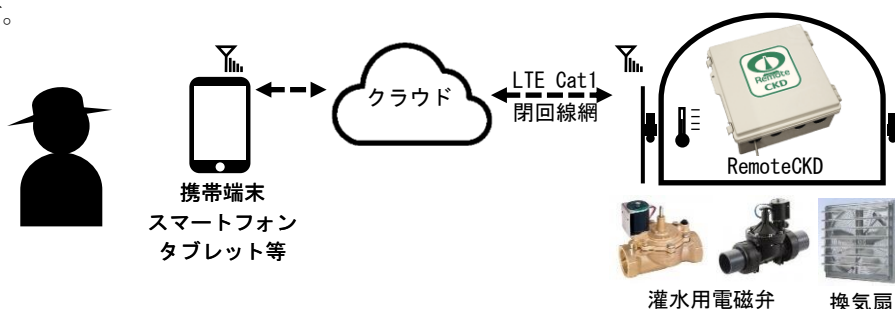 。
クラウド
LTE Cat1
閉回線網
Remote
CKD
RemoteCKD
携帯端末
スマートフォン
タブレット等
灌水用電磁弁
換気扇